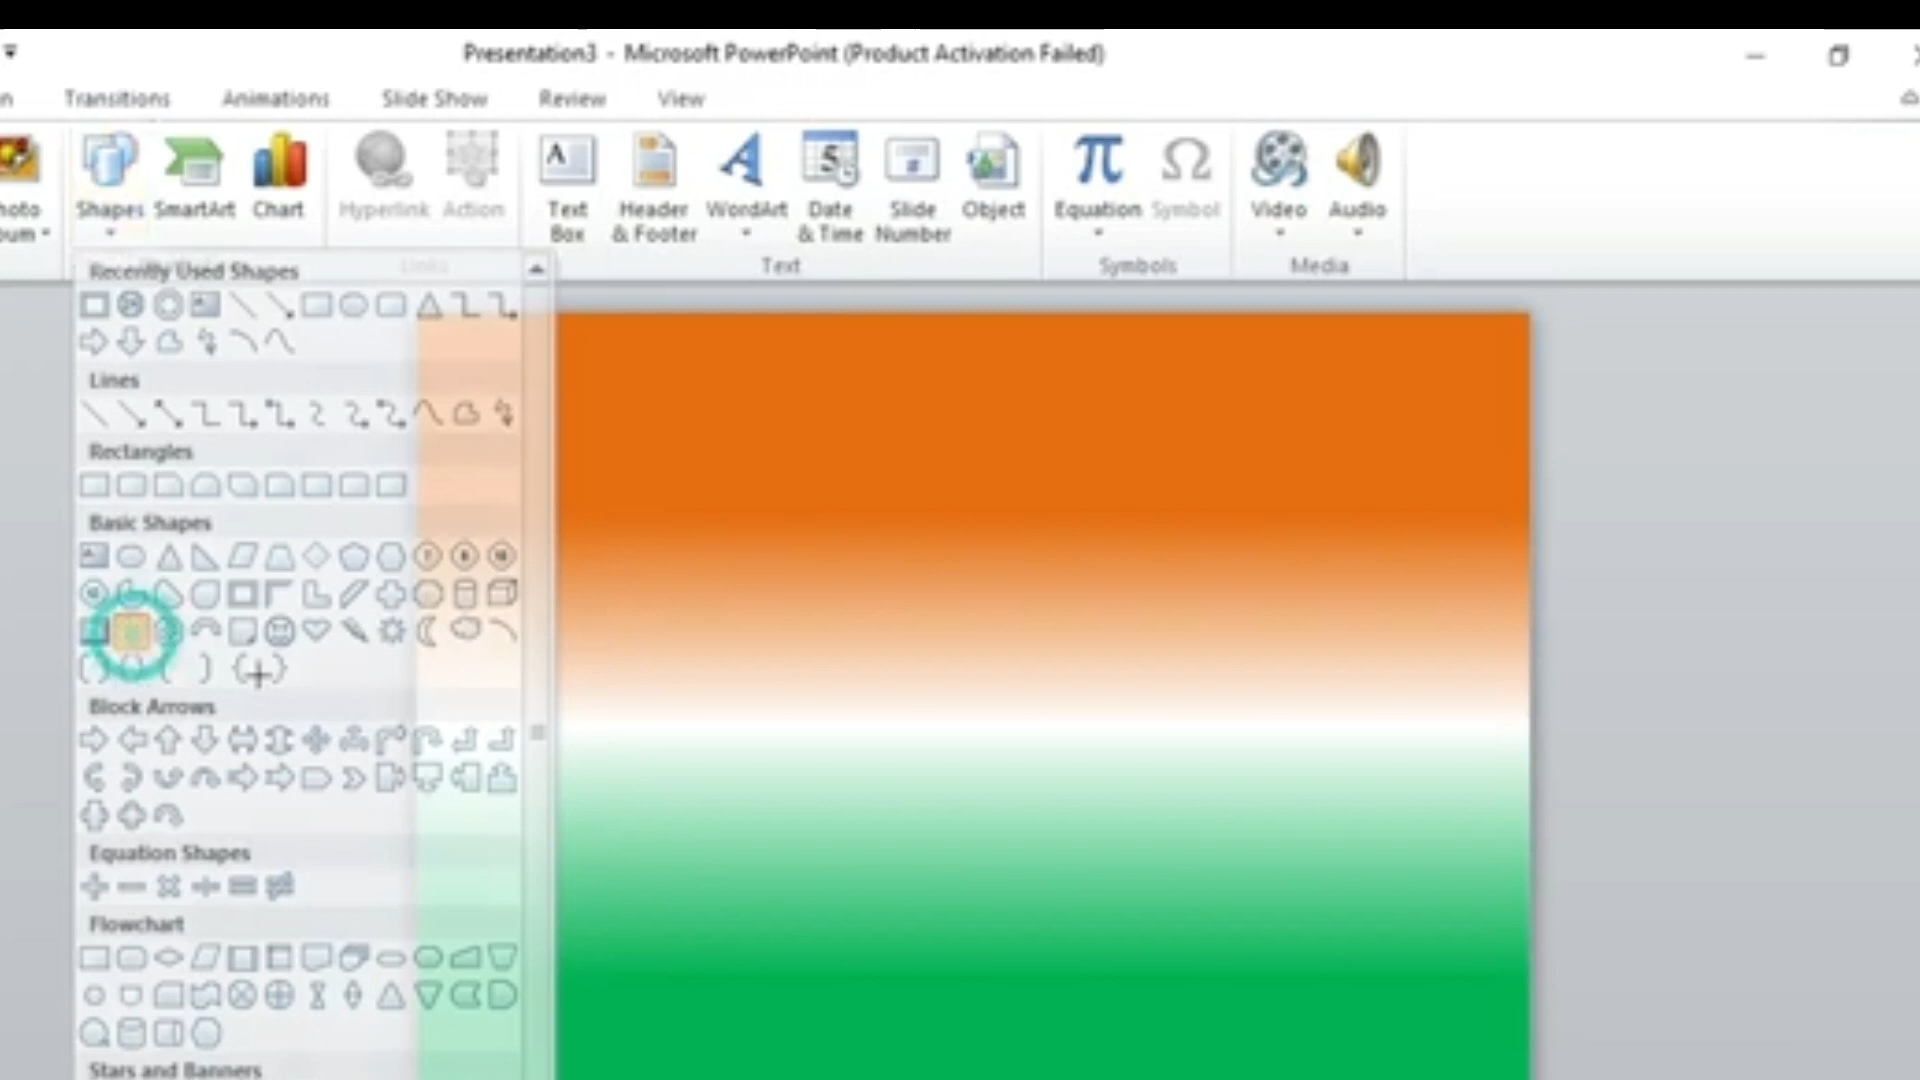 Presentation3 - Microsoft PowerPoint (Product Activation Failed)
Transitions Animations Slide Show Review View
Shapes SmartArt Chart Hyperlink Action Text Box Header & Footer WordArt Date & Time Slide Number Object Equation Symbol Video Audio
Links Text Symbols Media
Recently Used Shapes
Lines
Rectangles
Basic Shapes
Block Arrows
Equation Shapes
Flowchart
Stars and Banners